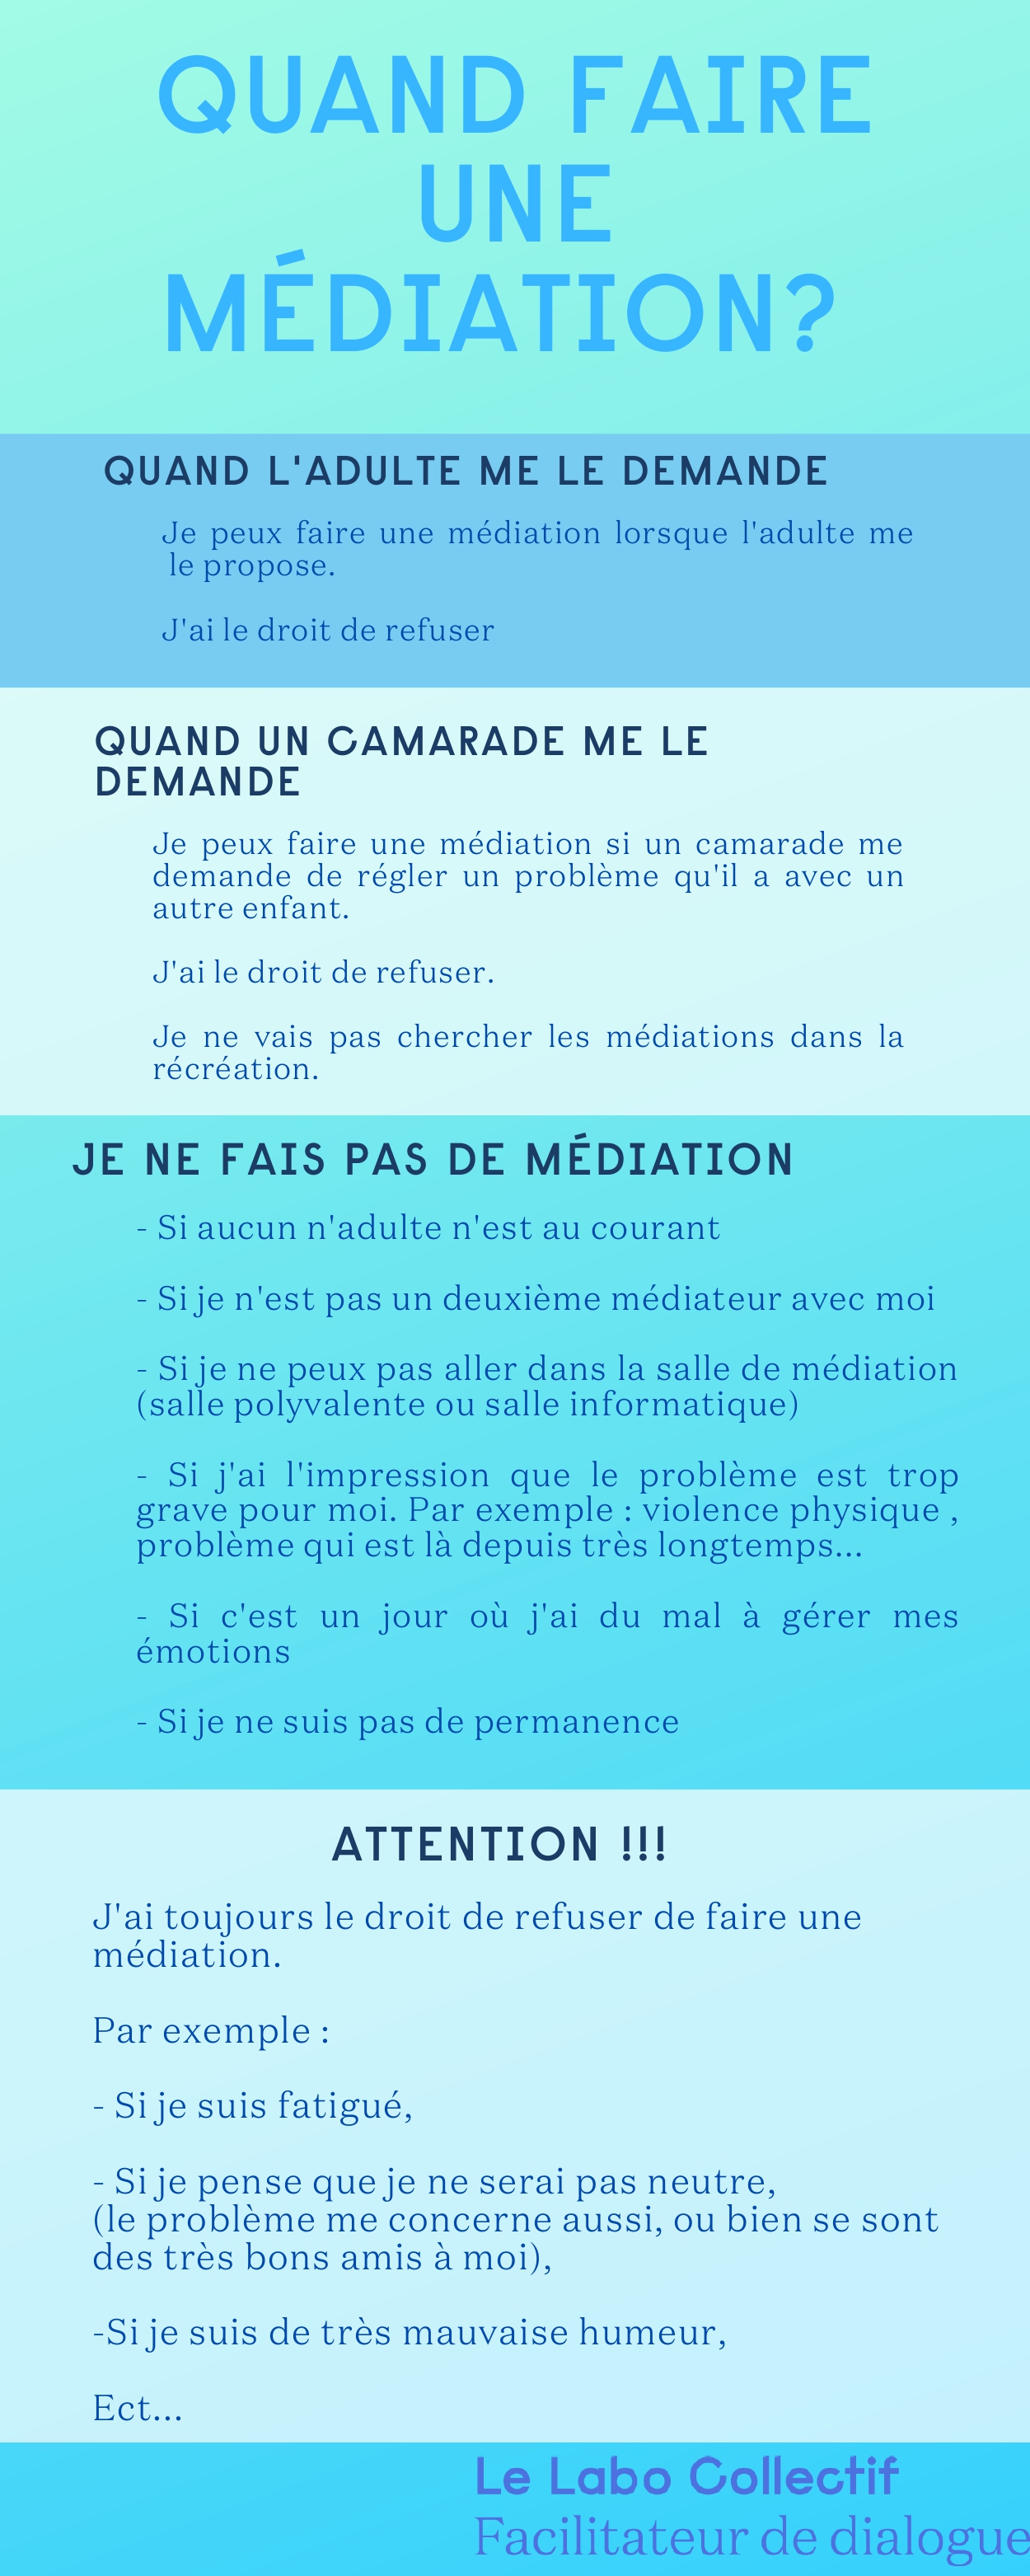 QUAND FAIRE
UNE
MÉDIATION?
QUAND L'ADULTE ME LE DEMANDE
Je peux faire une médiation lorsque l'adulte me
le propose.
J'ai le droit de refuser
QUAND UN CAMARADE ME LE
DEMANDE
Je peux faire une médiation si un camarade me
demande de régler un problème qu'il a avec un
autre enfant.
J'ai le droit de refuser.
Je ne vais pas chercher les médiations dans la
récréation.
JE NE FAIS PAS DE MÉDIATION
- Si aucun n'adulte n'est au courant
- Si je n'est pas un deuxième médiateur avec moi
- Si je ne peux pas aller dans la salle de médiation
(salle polyvalente ou salle informatique)
- Si j'ai l'impression que le problème est trop
grave pour moi. Par exemple : violence physique ,
problème qui est là depuis très longtemps...
- Si c'est un jour où j'ai du mal à gérer mes
émotions
- Si je ne suis pas de permanence
ATTENTION !!!
J'ai toujours le droit de refuser de faire une
médiation.
Par exemple :
- Si je suis fatigué,
- Si je pense que je ne serai pas neutre,
(le problème me concerne aussi, ou bien se sont
des très bons amis à moi),
-Si je suis de très mauvaise humeur,
Ect...
Le Labo Collectif
Facilitateur de dialogue